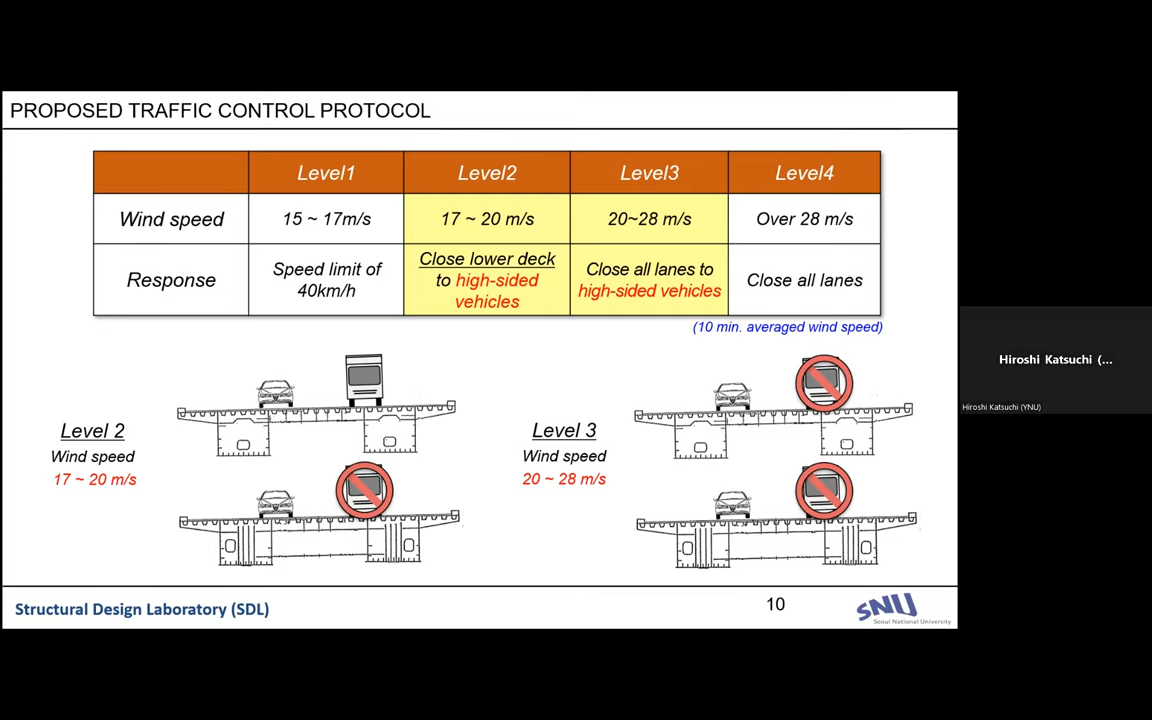 PROPOSED TRAFFIC CONTROL PROTOCOL
Level1 Level2 Level3 Level4
Wind speed 15 ~ 17m/s 17 ~ 20 m/s 20~28 m/s Over 28 m/s
Response
Speed limit of
40km/h
Close lower deck
to high-sided
vehicles
Close all lanes to
high-sided vehicles
Close all lanes
(10 min. averaged wind speed)
Level 2
Wind speed
17 ~ 20 m/s
Level 3
Wind speed
20 ~ 28 m/s
Structural Design Laboratory (SDL)
10
SNU
Seoul National University
Hiroshi Katsuchi (...
Hiroshi Katsuchi (YNU)